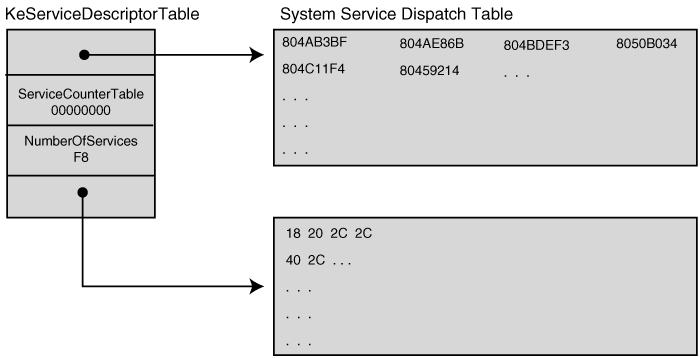 KeServiceDescriptorTable
System Service Dispatch Table
804AB3BF 804AE86B 804BDEF3 8050B034
804C11F4 80459214 . . .
. . .
. . .
. . .
ServiceCounterTable
00000000
NumberOfServices
F8
18 20 2C 2C
40 2C . . .
. . .
. . .
. . .